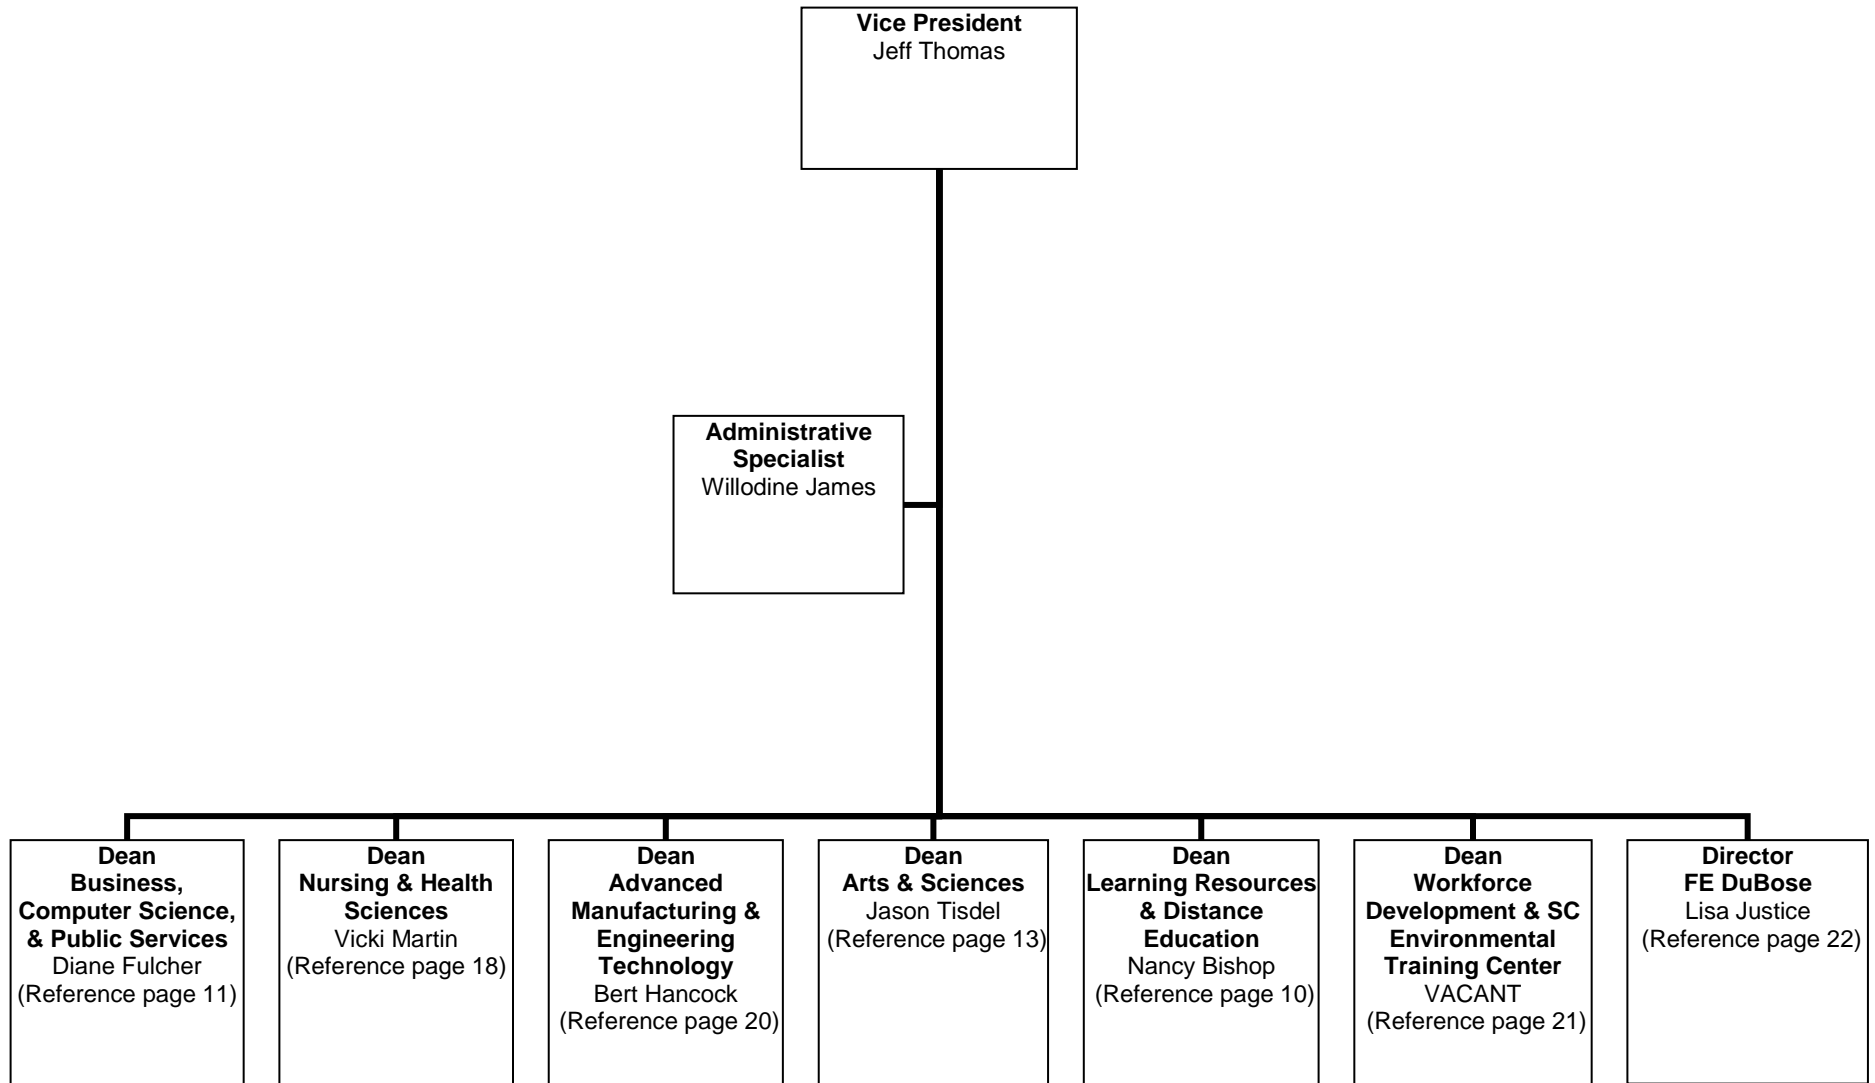 Vice President
Jeff Thomas
Administrative
Specialist
Willodine James
Dean
Business,
Computer Science,
& Public Services
Diane Fulcher
(Reference page 11)
Dean
Nursing & Health
Sciences
Vicki Martin
(Reference page 18)
Dean
Advanced
Manufacturing &
Engineering
Technology
Bert Hancock
(Reference page 20)
Dean
Arts & Sciences
Jason Tisdel
(Reference page 13)
Dean
Learning Resources
& Distance
Education
Nancy Bishop
(Reference page 10)
Dean
Workforce
Development & SC
Environmental
Training Center
VACANT
(Reference page 21)
Director
FE DuBose
Lisa Justice
(Reference page 22)